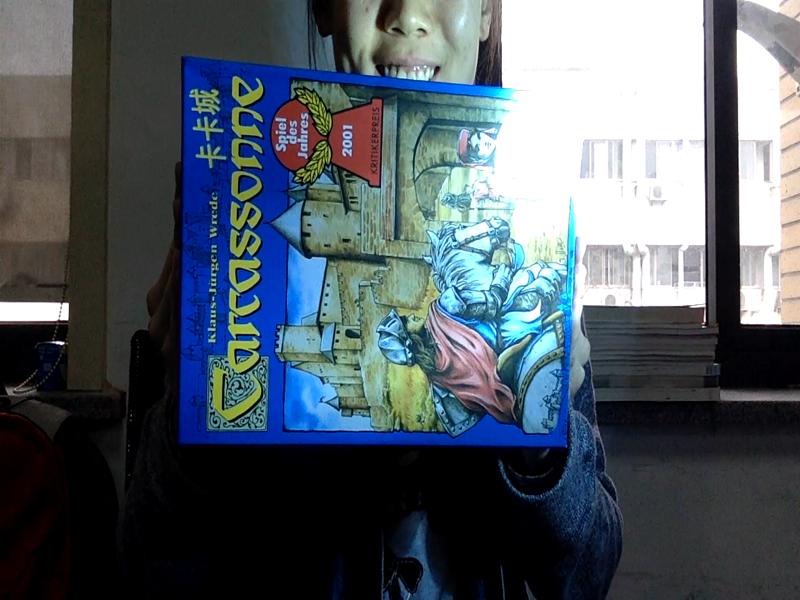 卡卡城
Klaus-Jürgen Wrede
Carcassonne
Spiel
des
Jahres
2001
KRITIKERPREIS